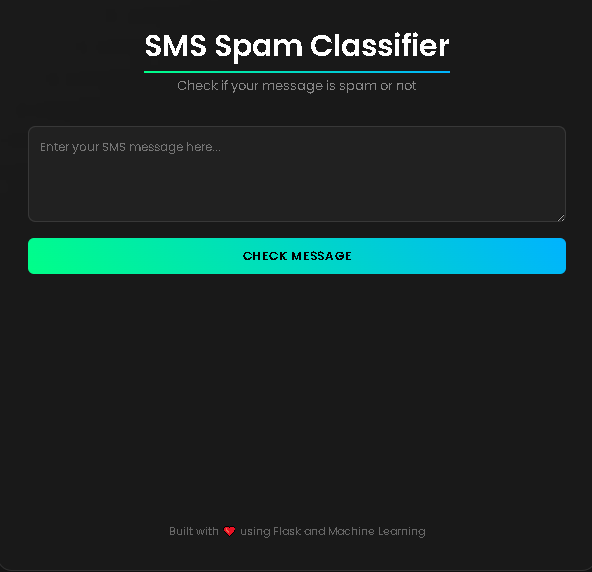 SMS Spam Classifier
Check if your message is spam or not
Enter your SMS message here...
CHECK MESSAGE
Built with ❤️ using Flask and Machine Learning